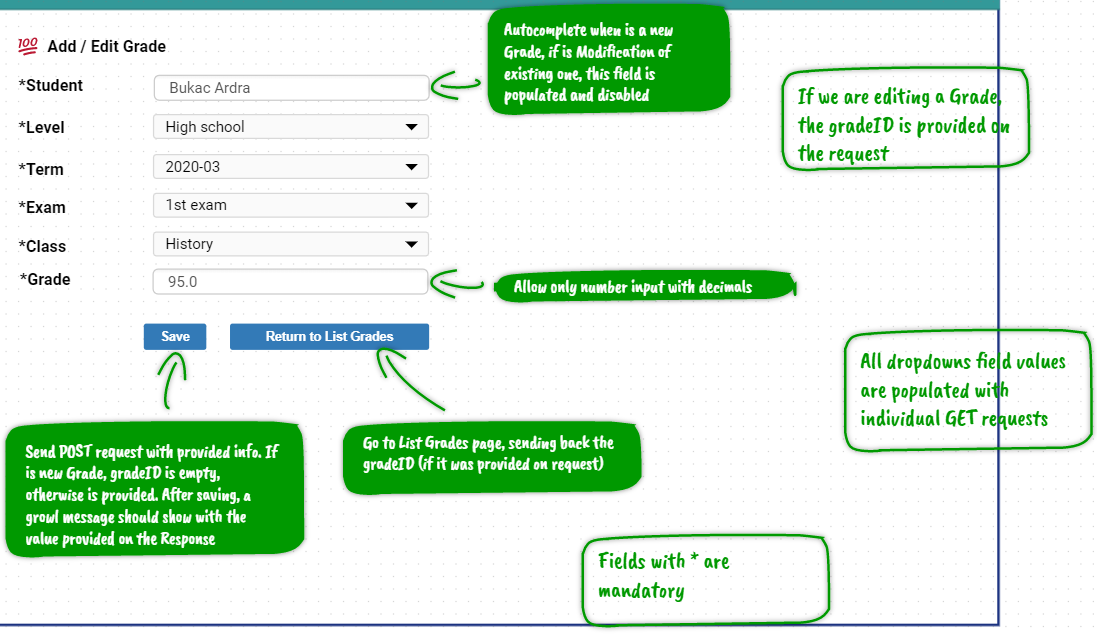 100 Add / Edit Grade
*Student
Bukac Ardra
*Level
High school
*Term
2020-03
*Exam
1st exam
*Class
History
*Grade
95.0
Save
Return to List Grades
Autocomplete when is a new
Grade, if is Modification of
existing one, this field is
populated and disabled
If we are editing a Grade,
the gradeID is provided on
the request
Allow only number input with decimals
All dropdowns field values
are populated with
individual GET requests
Send POST request with provided info. If
is new Grade, gradeID is empty,
otherwise is provided. After saving, a
growl message should show with the
value provided on the Response
Go to List Grades page, sending back the
gradeID (if it was provided on request)
Fields with * are
mandatory